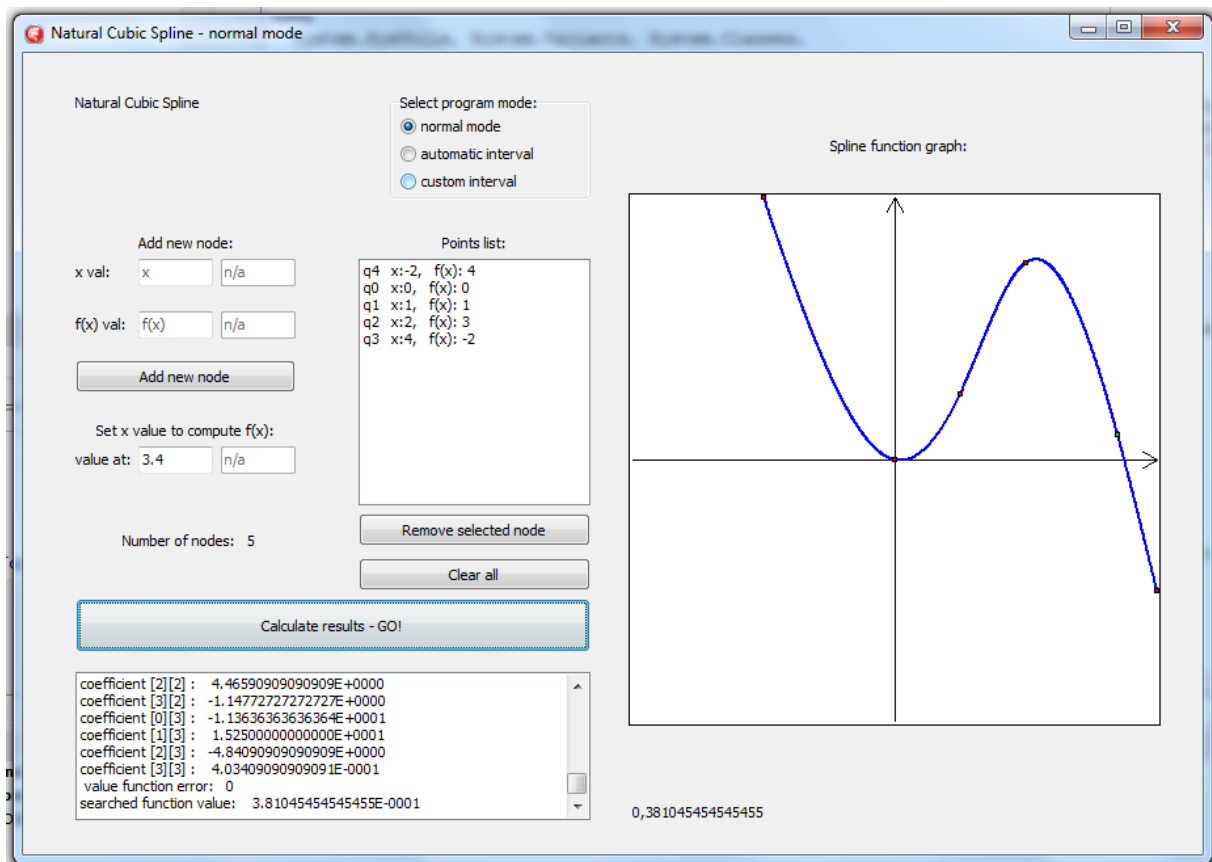 Natural Cubic Spline - normal mode
Natural Cubic Spline
Select program mode:
normal mode
automatic interval
custom interval
Add new node:
x val: x n/a
f(x) val: f(x) n/a
Add new node
Set x value to compute f(x):
value at: 3.4 n/a
Number of nodes: 5
Points list:
q4 x:-2, f(x): 4
q0 x:0, f(x): 0
q1 x:1, f(x): 1
q2 x:2, f(x): 3
q3 x:4, f(x): -2
Remove selected node
Clear all
Calculate results - GO!
coefficient [2][2] : 4.46590909090909E+0000
coefficient [3][2] : -1.14772727272727E+0000
coefficient [0][3] : -1.13636363636364E+0001
coefficient [1][3] : 1.52500000000000E+0001
coefficient [2][3] : -4.84090909090909E+0000
coefficient [3][3] : 4.03409090909091E-0001
value function error: 0
searched function value: 3.81045454545455E-0001
Spline function graph:
0,381045454545455